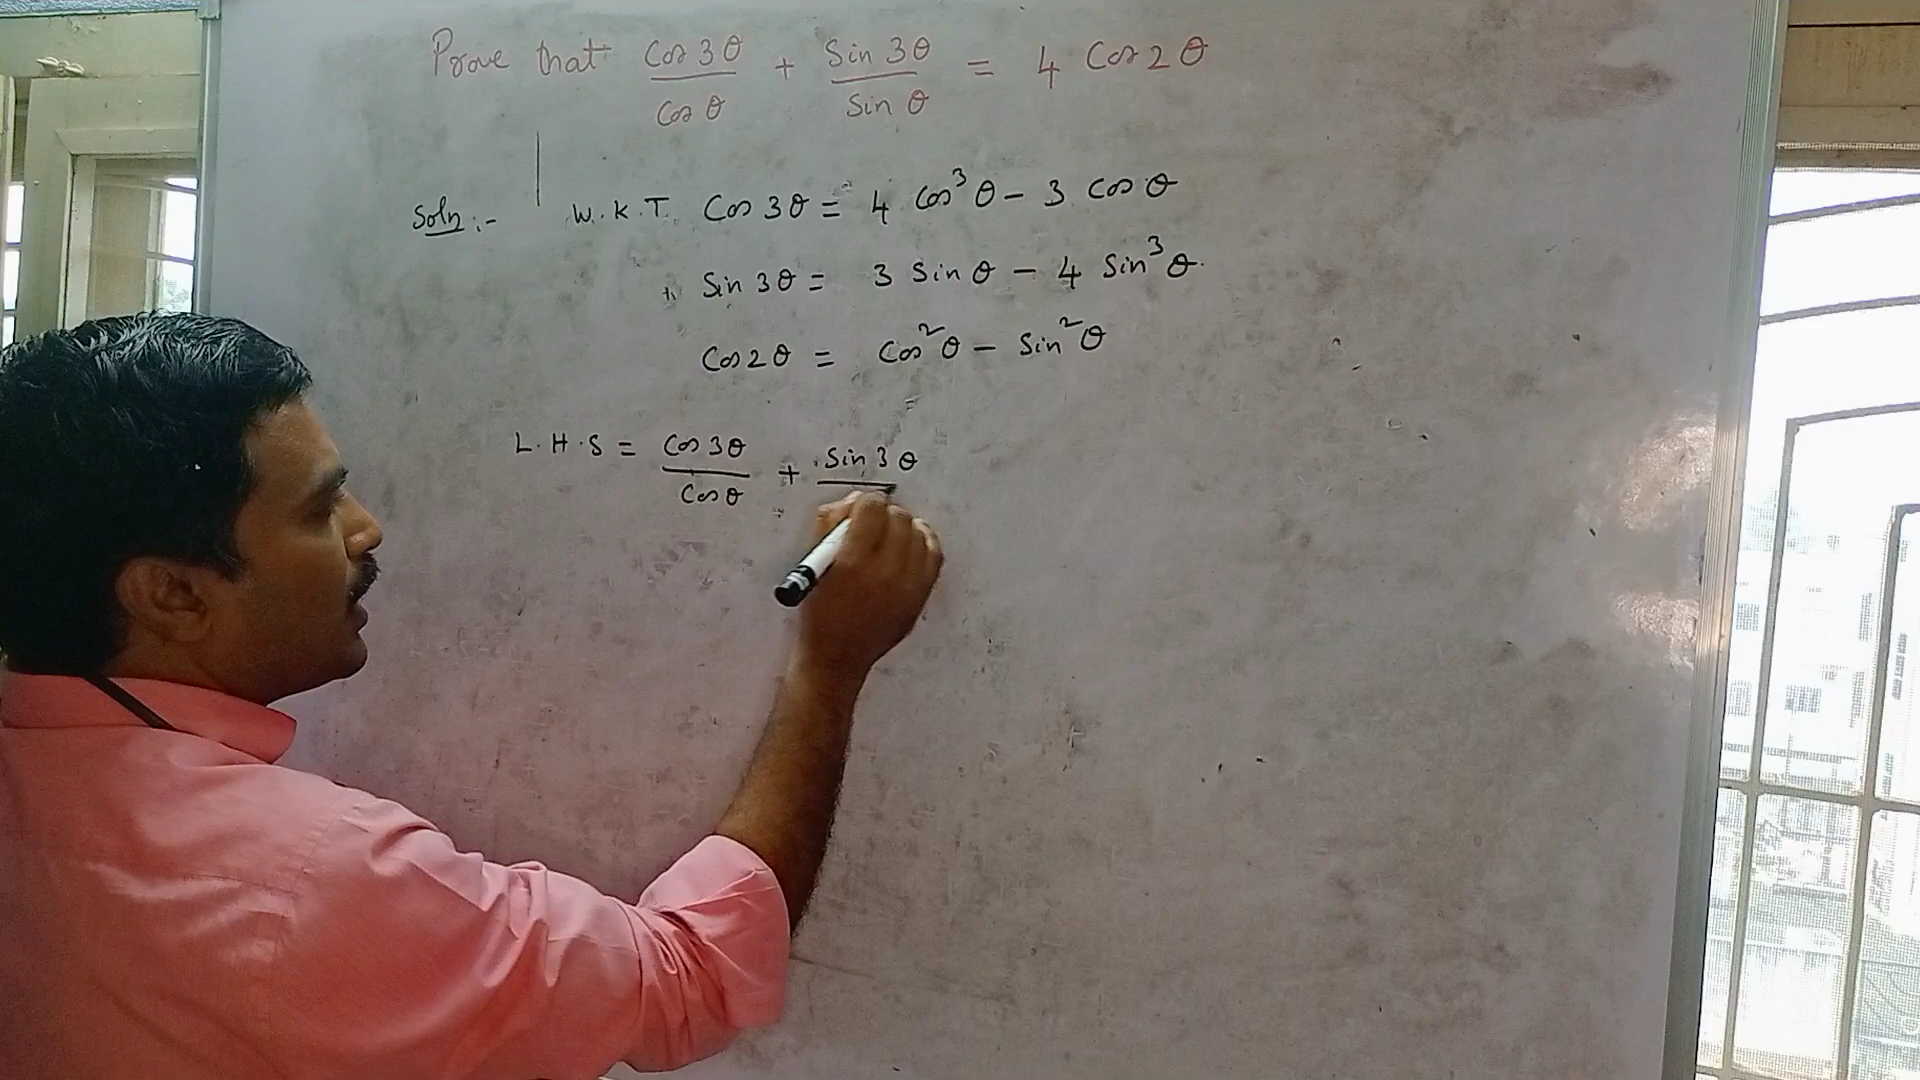 Prove that cos 3θ / cos θ + sin 3θ / sin θ = 4 cos 2θ
Soln :- W.K.T. cos 3θ = 4 cos³θ - 3 cos θ
sin 3θ = 3 sin θ - 4 sin³θ.
cos 2θ = cos²θ - sin²θ
L.H.S = cos 3θ / cos θ + sin 3θ